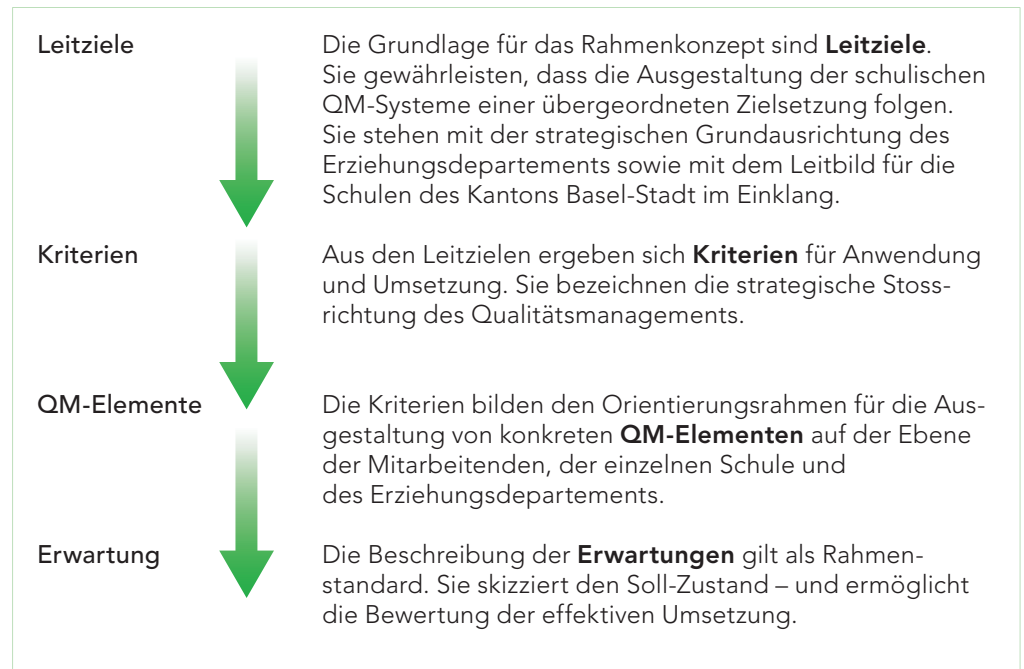 Leitziele
Die Grundlage für das Rahmenkonzept sind Leitziele.
Sie gewährleisten, dass die Ausgestaltung der schulischen
QM-Systeme einer übergeordneten Zielsetzung folgen.
Sie stehen mit der strategischen Grundausrichtung des
Erziehungsdepartements sowie mit dem Leitbild für die
Schulen des Kantons Basel-Stadt im Einklang.
Kriterien
Aus den Leitzielen ergeben sich Kriterien für Anwendung
und Umsetzung. Sie bezeichnen die strategische Stoss-
richtung des Qualitätsmanagements.
QM-Elemente
Die Kriterien bilden den Orientierungsrahmen für die Aus-
gestaltung von konkreten QM-Elementen auf der Ebene
der Mitarbeitenden, der einzelnen Schule und
des Erziehungsdepartements.
Erwartung
Die Beschreibung der Erwartungen gilt als Rahmen-
standard. Sie skizziert den Soll-Zustand – und ermöglicht
die Bewertung der effektiven Umsetzung.